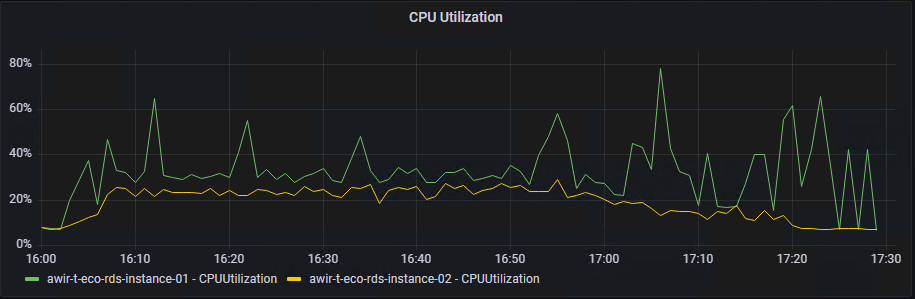 CPU Utilization
80%
60%
40%
20%
0%
16:00 16:10 16:20 16:30 16:40 16:50 17:00 17:10 17:20 17:30
awir-t-eco-rds-instance-01 - CPUUtilization awir-t-eco-rds-instance-02 - CPUUtilization